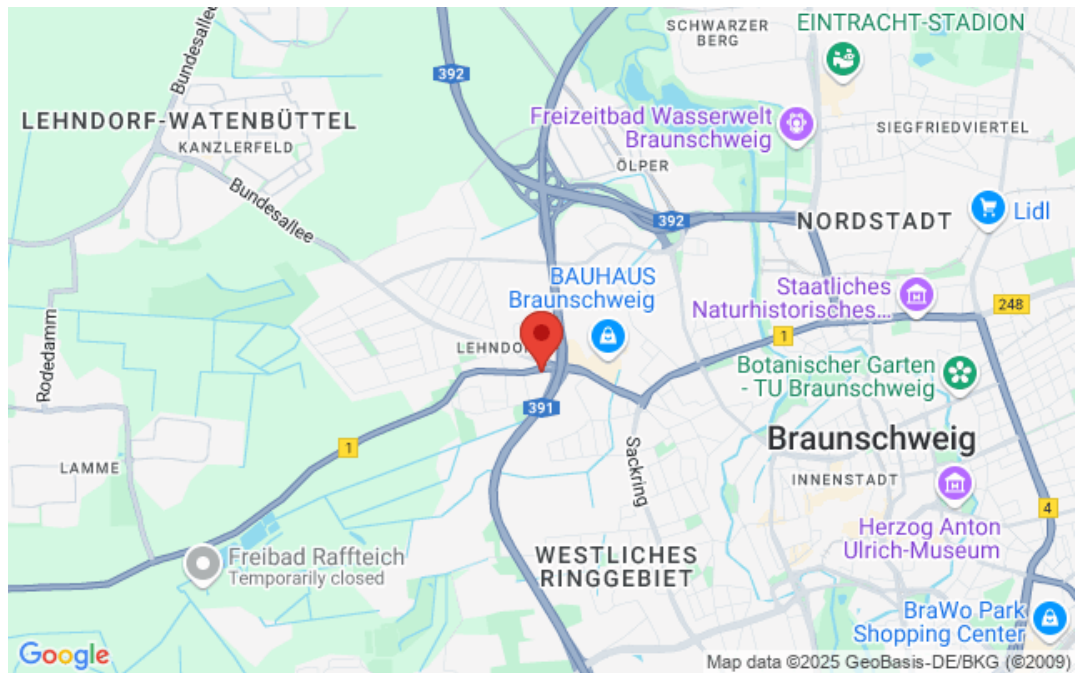 SCHWARZER
BERG
EINTRACHT-STADION
Bundesallee
392
LEHNDORF-WATENBÜTTEL
KANZLERFELD
Freizeitbad Wasserwelt
Braunschweig
SIEGFRIEDVIERTEL
ÖLPER
Bundesallee
392
NORDSTADT
Lidl
BAUHAUS
Braunschweig
Staatliches
Naturhistorisches...
248
1
Rodedamm
LEHNDO
Botanischer Garten
- TU Braunschweig
391
Braunschweig
1
Sackring
LAMME
INNENSTADT
4
Herzog Anton
Ulrich-Museum
Freibad Raffteich
Temporarily closed
WESTLICHES
RINGGEBIET
BraWo Park
Shopping Center
Google
Map data ©2025 GeoBasis-DE/BKG (©2009)